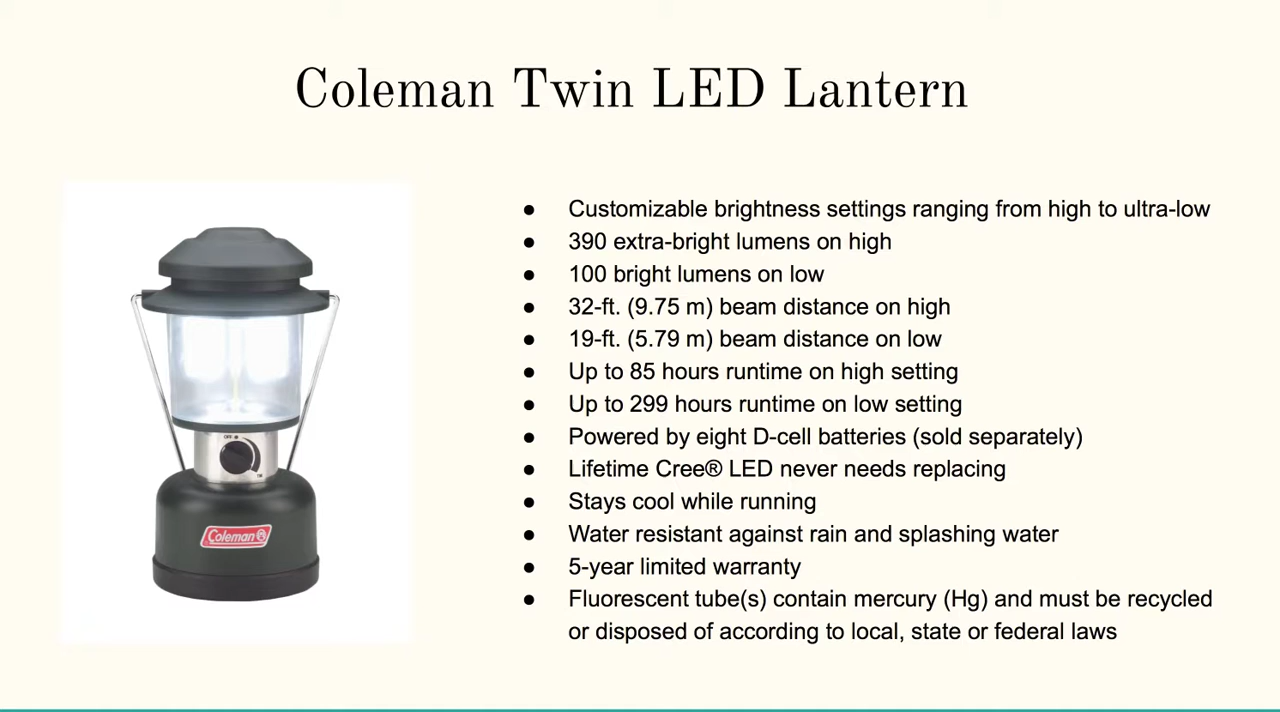 Coleman Twin LED Lantern
● Customizable brightness settings ranging from high to ultra-low
● 390 extra-bright lumens on high
● 100 bright lumens on low
● 32-ft. (9.75 m) beam distance on high
● 19-ft. (5.79 m) beam distance on low
● Up to 85 hours runtime on high setting
● Up to 299 hours runtime on low setting
● Powered by eight D-cell batteries (sold separately)
● Lifetime Cree® LED never needs replacing
● Stays cool while running
● Water resistant against rain and splashing water
● 5-year limited warranty
● Fluorescent tube(s) contain mercury (Hg) and must be recycled
or disposed of according to local, state or federal laws
OFF
Coleman